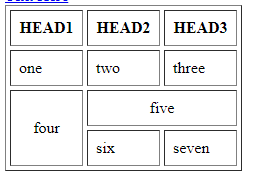 HEAD1 HEAD2 HEAD3
one two three
four five
six seven